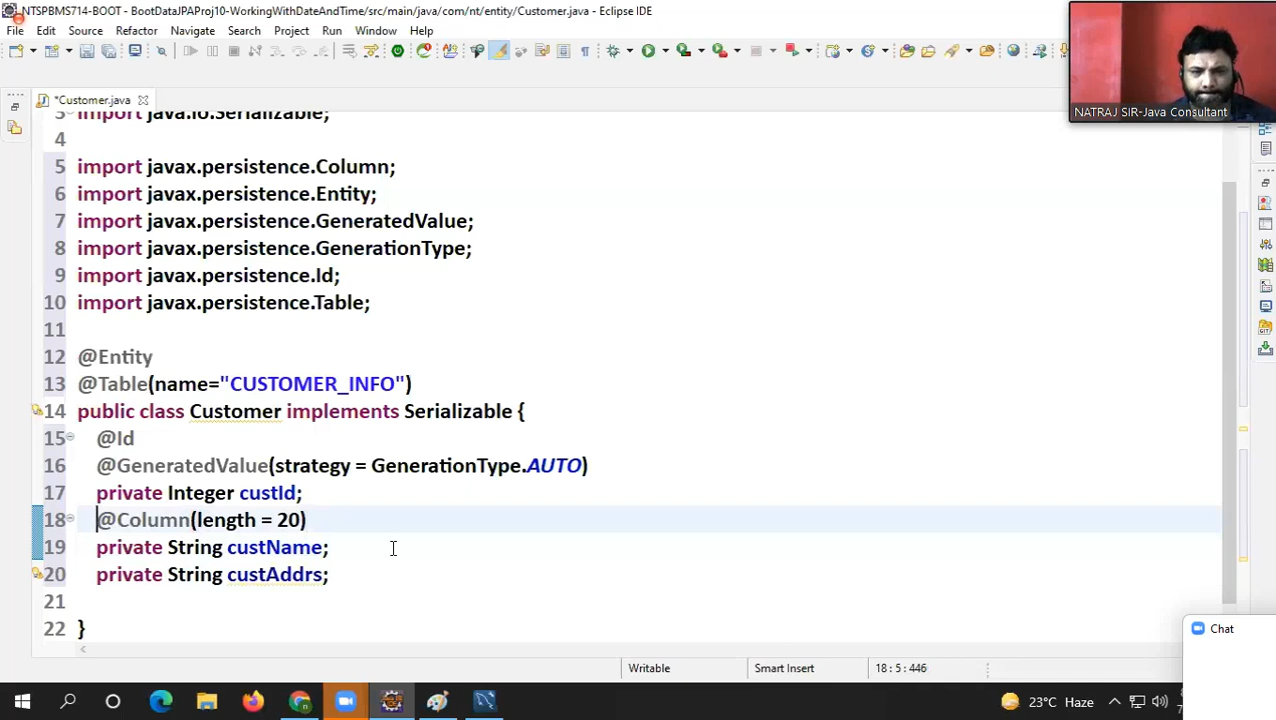 NTSPBMS714-BOOT - BootDataJPAProj10-WorkingWithDateAndTime/src/main/java/com/nt/entity/Customer.java - Eclipse IDE
File Edit Source Refactor Navigate Search Project Run Window Help
NATRAJ SIR-Java Consultant
*Customer.java
3 import java.io.Serializable;
4
5 import javax.persistence.Column;
6 import javax.persistence.Entity;
7 import javax.persistence.GeneratedValue;
8 import javax.persistence.GenerationType;
9 import javax.persistence.Id;
10 import javax.persistence.Table;
11
12 @Entity
13 @Table(name="CUSTOMER_INFO")
14 public class Customer implements Serializable {
15 @Id
16 @GeneratedValue(strategy = GenerationType.AUTO)
17 private Integer custId;
18 @Column(length = 20)
19 private String custName;
20 private String custAddrs;
21
22 }
Chat
Writable Smart Insert 18 : 5 : 446
23°C Haze